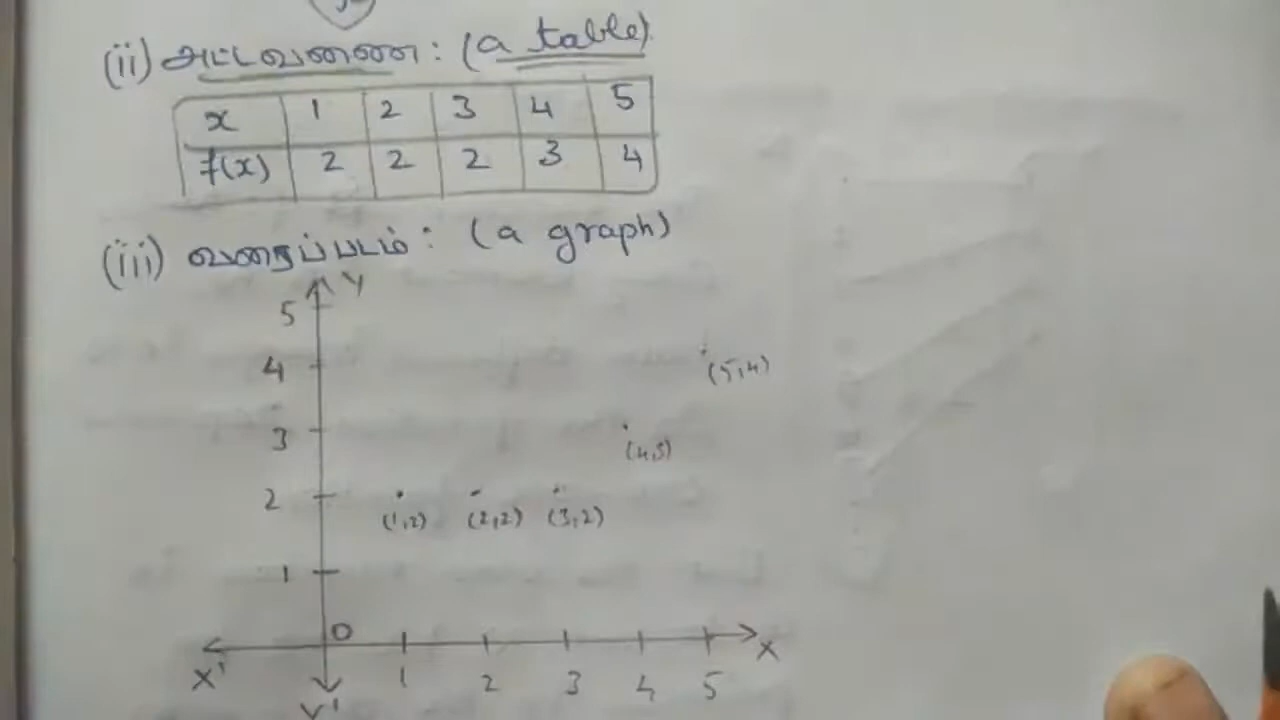 (ii) அட்டவணை : (a table)
x 1 2 3 4 5
f(x) 2 2 2 3 4
(iii) வரைப்படம் : (a graph)
Y
5
4 (5,4)
3 (4,3)
2 (1,2) (2,2) (3,2)
1
0
X' 1 2 3 4 5 X
Y'